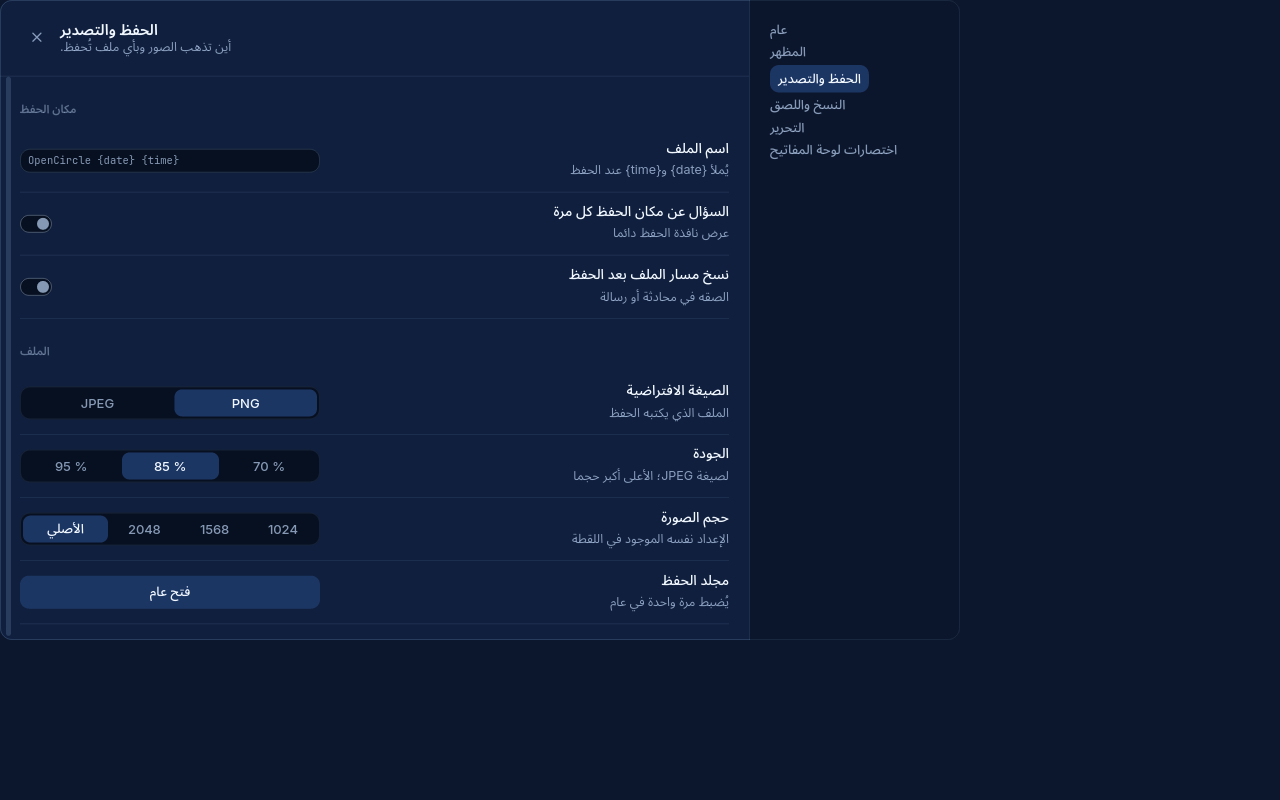 عام
المظهر
الحفظ والتصدير
النسخ واللصق
التحرير
اختصارات لوحة المفاتيح
الحفظ والتصدير
أين تذهب الصور وبأي ملف تُحفظ.
مكان الحفظ
اسم الملف
يُملأ {date} و{time} عند الحفظ
OpenCircle {date} {time}
السؤال عن مكان الحفظ كل مرة
عرض نافذة الحفظ دائما
نسخ مسار الملف بعد الحفظ
الصقه في محادثة أو رسالة
الملف
الصيغة الافتراضية
الملف الذي يكتبه الحفظ
PNG
JPEG
الجودة
لصيغة JPEG؛ الأعلى أكبر حجما
70 %
85 %
95 %
حجم الصورة
الإعداد نفسه الموجود في اللقطة
1024
1568
2048
الأصلي
مجلد الحفظ
يُضبط مرة واحدة في عام
فتح عام